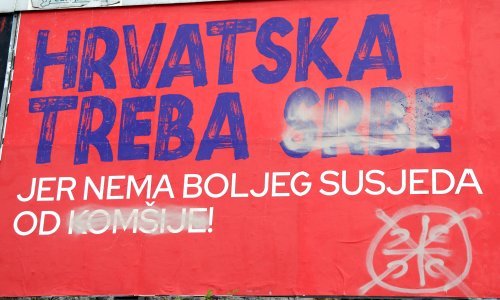 HRVATSKA
TREBA SRBE
JER NEMA BOLJEG SUSJEDA
OD KOMŠIJE!